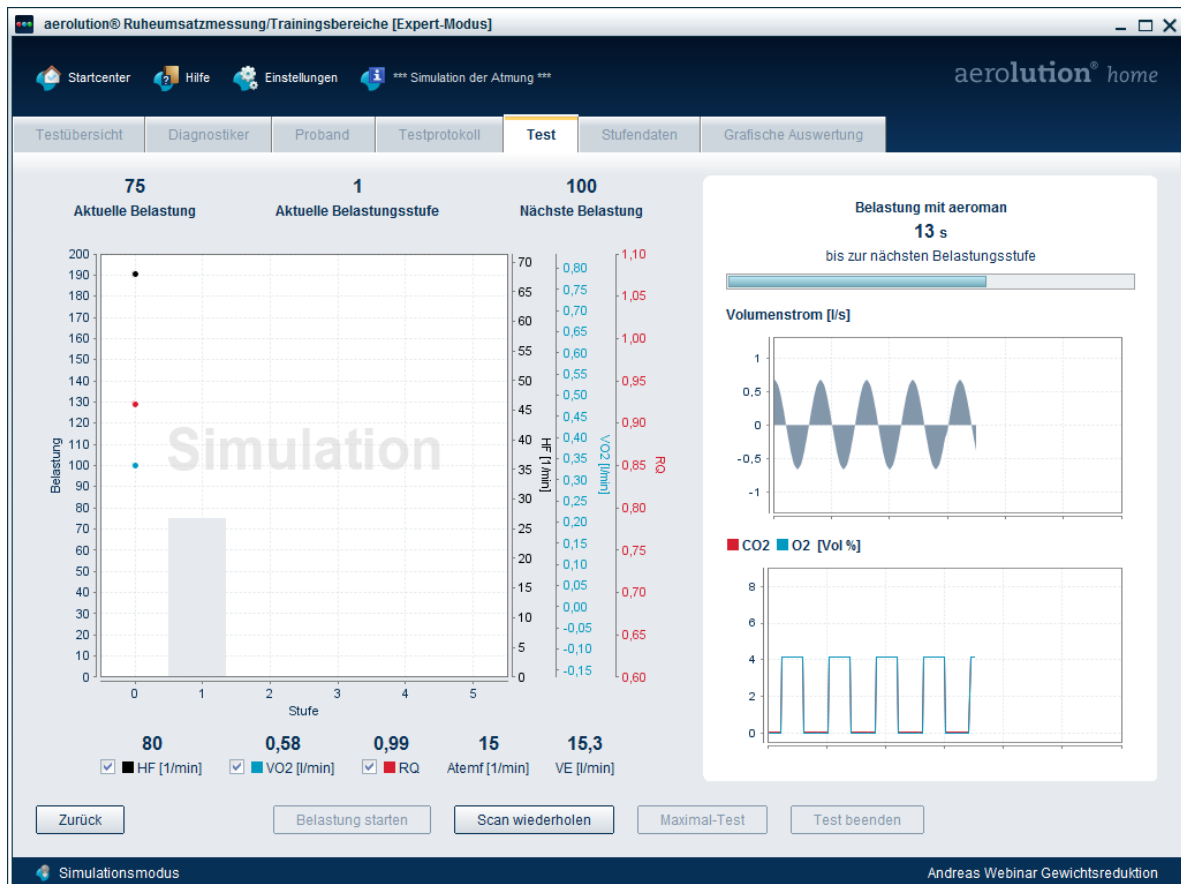 aerolution® Ruheumsatzmessung/Trainingsbereiche [Expert-Modus]
Startcenter
Hilfe
Einstellungen
*** Simulation der Atmung ***
aerolution® home
Testübersicht
Diagnostiker
Proband
Testprotokoll
Test
Stufendaten
Grafische Auswertung
75
Aktuelle Belastung
1
Aktuelle Belastungsstufe
100
Nächste Belastung
Belastung
200
190
180
170
160
150
140
130
120
110
100
90
80
70
60
50
40
30
20
10
0
Simulation
0
1
2
3
4
5
Stufe
70
65
60
55
50
45
40
35
30
25
20
15
10
5
0
HF [1/min]
0,80
0,75
0,70
0,65
0,60
0,55
0,50
0,45
0,40
0,35
0,30
0,25
0,20
0,15
0,10
0,05
0,00
-0,05
-0,10
-0,15
VO2 [l/min]
1,10
1,05
1,00
0,95
0,90
0,85
0,80
0,75
0,70
0,65
0,60
RQ
80
HF [1/min]
0,58
VO2 [l/min]
0,99
RQ
15
Atemf [1/min]
15,3
VE [l/min]
Belastung mit aeroman
13 s
bis zur nächsten Belastungsstufe
Volumenstrom [l/s]
1
0.5
0
-0.5
-1
CO2 O2 [Vol %]
8
6
4
2
0
Zurück
Belastung starten
Scan wiederholen
Maximal-Test
Test beenden
Simulationsmodus
Andreas Webinar Gewichtsreduktion